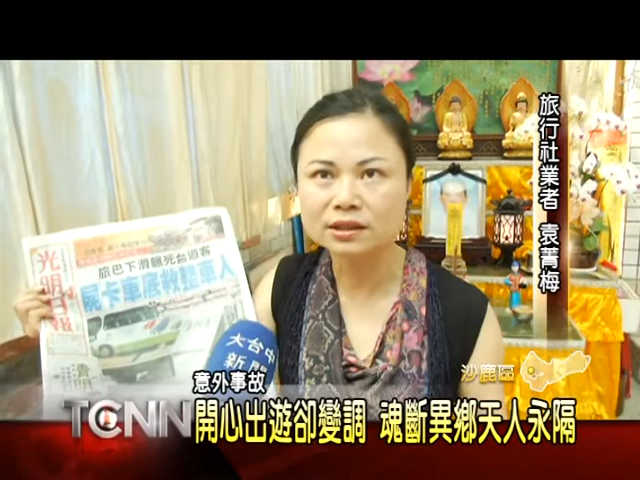 旅行社業者 袁菁梅
光明日報
旅巴下滑輾死台遊客
屍卡車底救整車人
大台中
新聞
沙鹿區
意外事故
TCNN
開心出遊卻變調 魂斷異鄉天人永隔